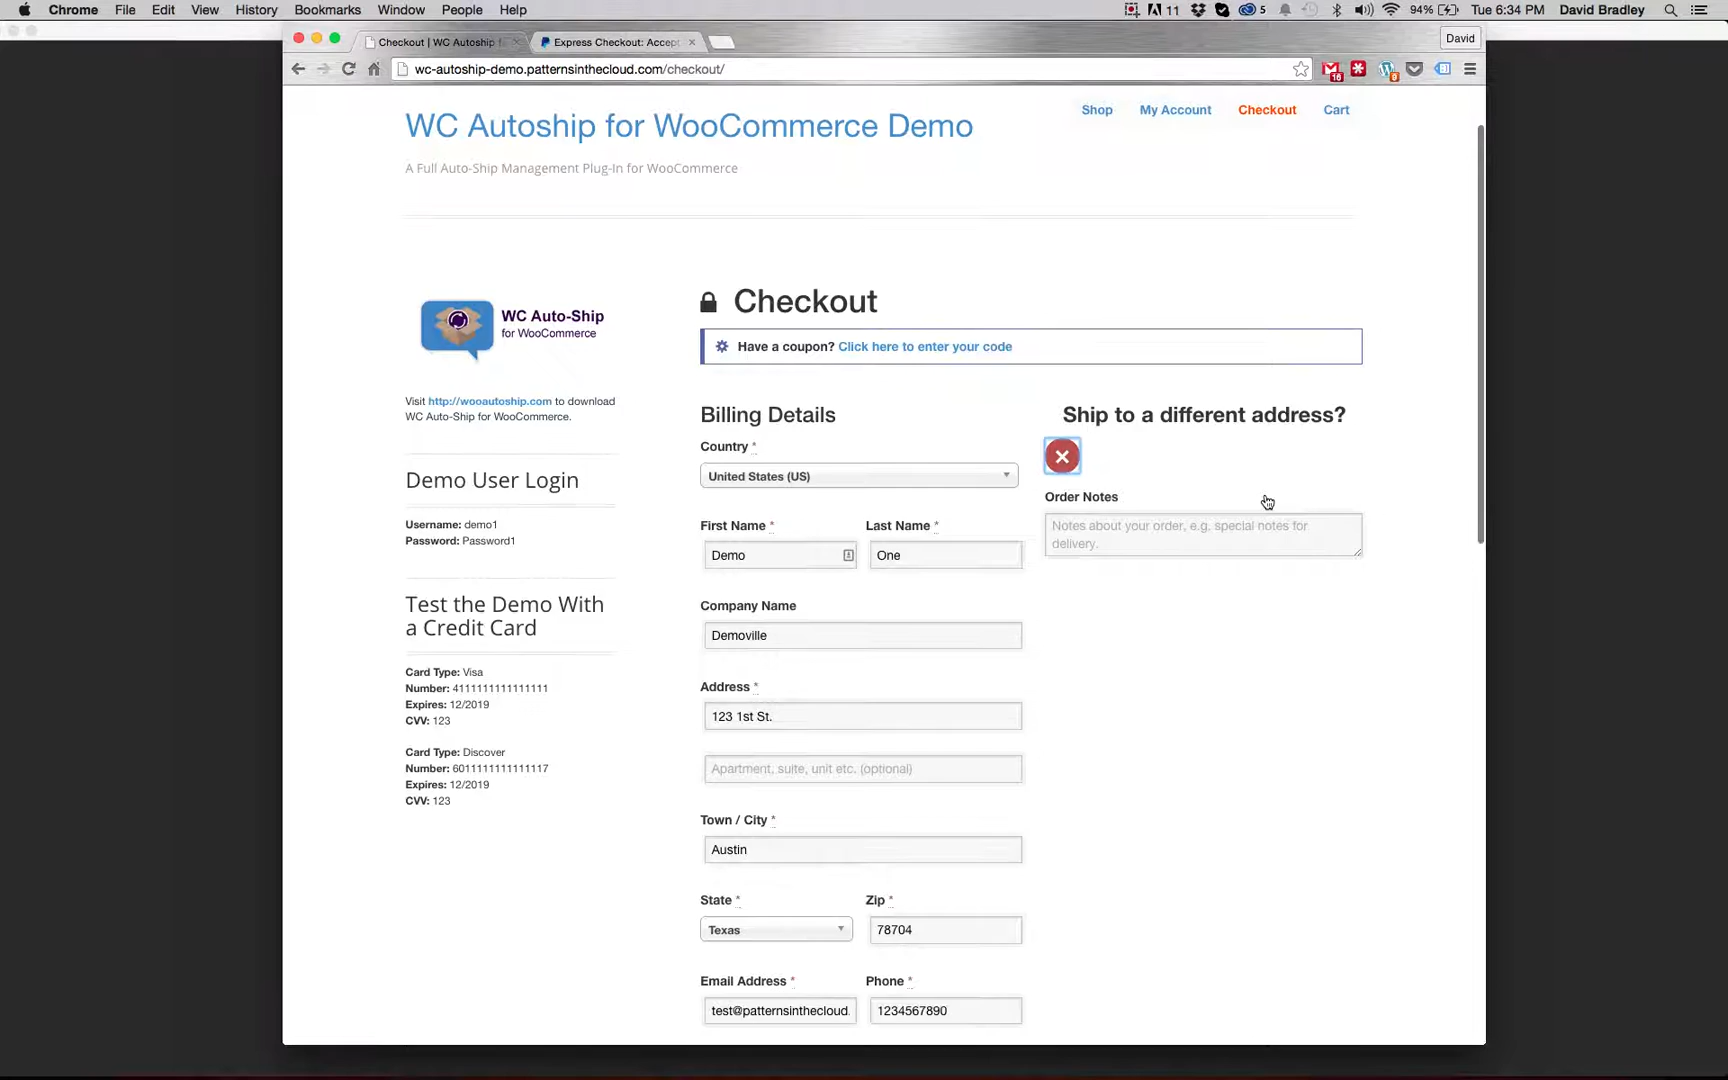 Chrome File Edit View History Bookmarks Window People Help
11 5 94% Tue 6:34 PM David Bradley
Checkout | WC Autoship f Express Checkout: Accept David
wc-autoship-demo.patternsinthecloud.com/checkout/
16 9
WC Autoship for WooCommerce Demo
Shop My Account Checkout Cart
A Full Auto-Ship Management Plug-In for WooCommerce
WC Auto-Ship
for WooCommerce
Visit http://wooautoship.com to download
WC Auto-Ship for WooCommerce.
Demo User Login
Username: demo1
Password: Password1
Test the Demo With
a Credit Card
Card Type: Visa
Number: 4111111111111111
Expires: 12/2019
CVV: 123
Card Type: Discover
Number: 6011111111111117
Expires: 12/2019
CVV: 123
Checkout
Have a coupon? Click here to enter your code
Billing Details
Country *
United States (US)
First Name * Last Name *
Demo One
Company Name
Demoville
Address *
123 1st St.
Apartment, suite, unit etc. (optional)
Town / City *
Austin
State * Zip *
Texas 78704
Email Address * Phone *
test@patternsinthecloud. 1234567890
Ship to a different address?
Order Notes
Notes about your order, e.g. special notes for
delivery.